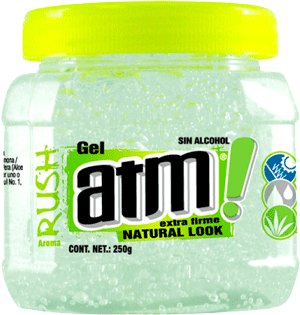 Gel
SIN ALCOHOL
atm!
®
extra firme
NATURAL LOOK
CONT. NET.: 250g
Aroma RUSH